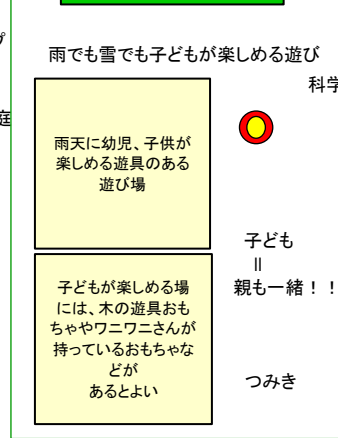 プ
雨でも雪でも子どもが楽しめる遊び
科学
庭
雨天に幼児、子供が
楽しめる遊具のある
遊び場
子ども
||
親も一緒！！
子どもが楽しめる場
には、木の遊具おも
ちゃやワニワニさんが
持っているおもちゃな
どが
あるとよい
つみき